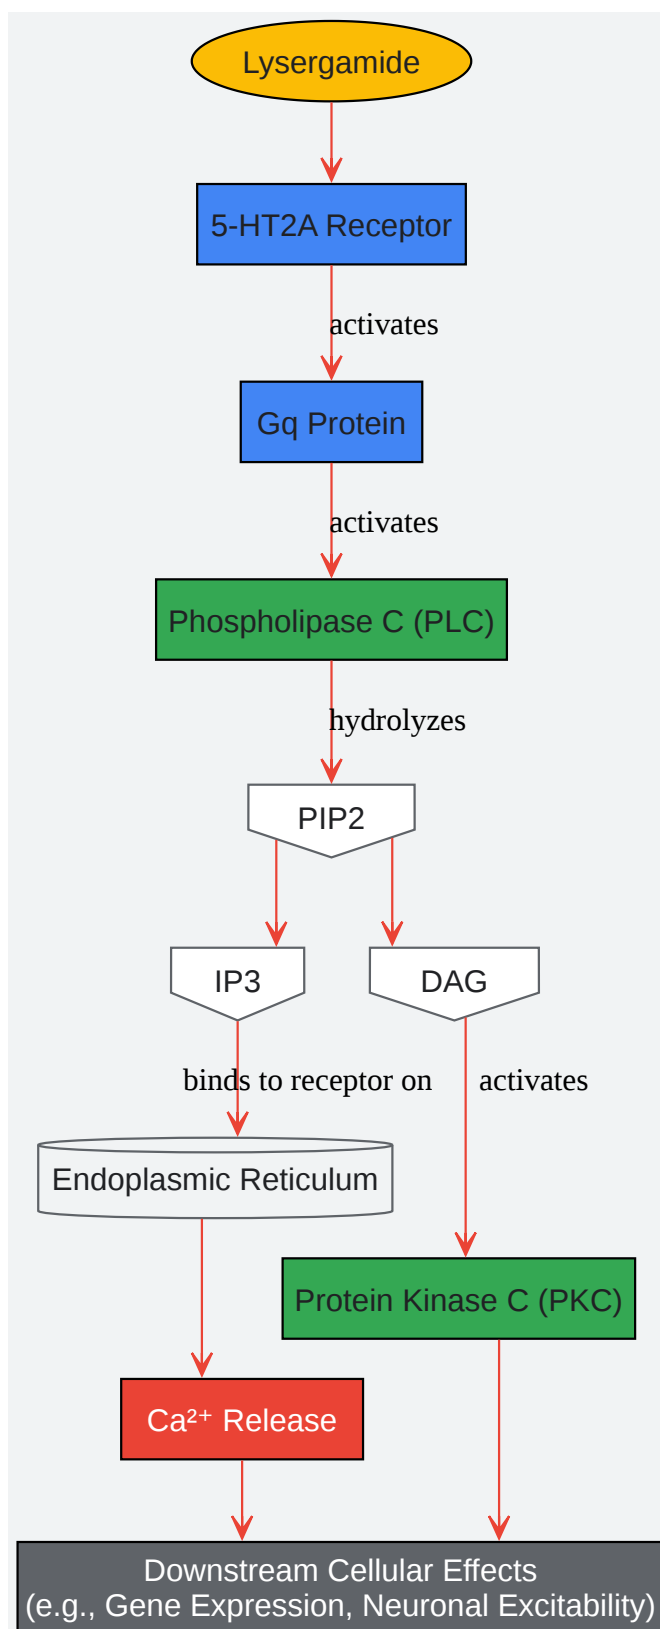 Lysergamide
5-HT2A Receptor
activates
Gq Protein
activates
Phospholipase C (PLC)
hydrolyzes
PIP2
IP3
DAG
binds to receptor on
activates
Endoplasmic Reticulum
Protein Kinase C (PKC)
Ca²⁺ Release
Downstream Cellular Effects
(e.g., Gene Expression, Neuronal Excitability)